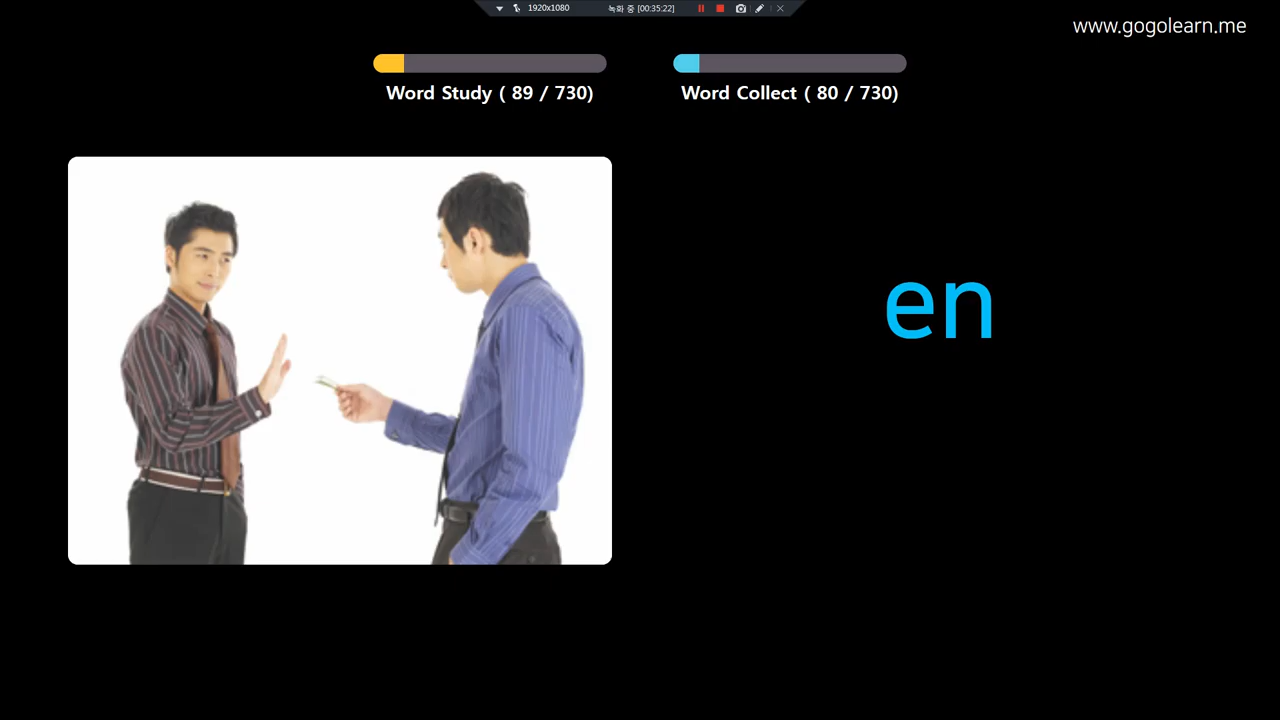 1920x1080 녹화 중 [00:35:22]
www.gogolearn.me
Word Study ( 89 / 730)
Word Collect ( 80 / 730)
en